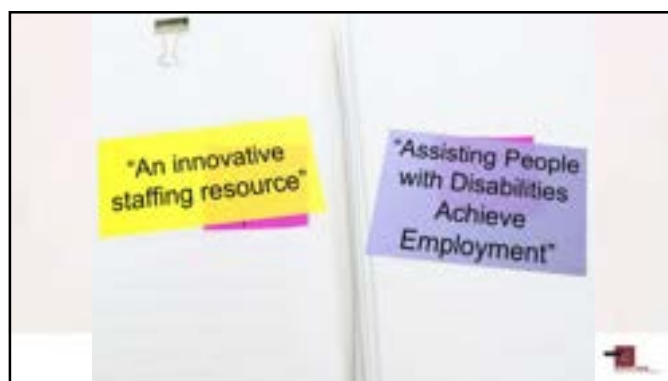 "An innovative
staffing resource"
"Assisting People
with Disabilities
Achieve
Employment"